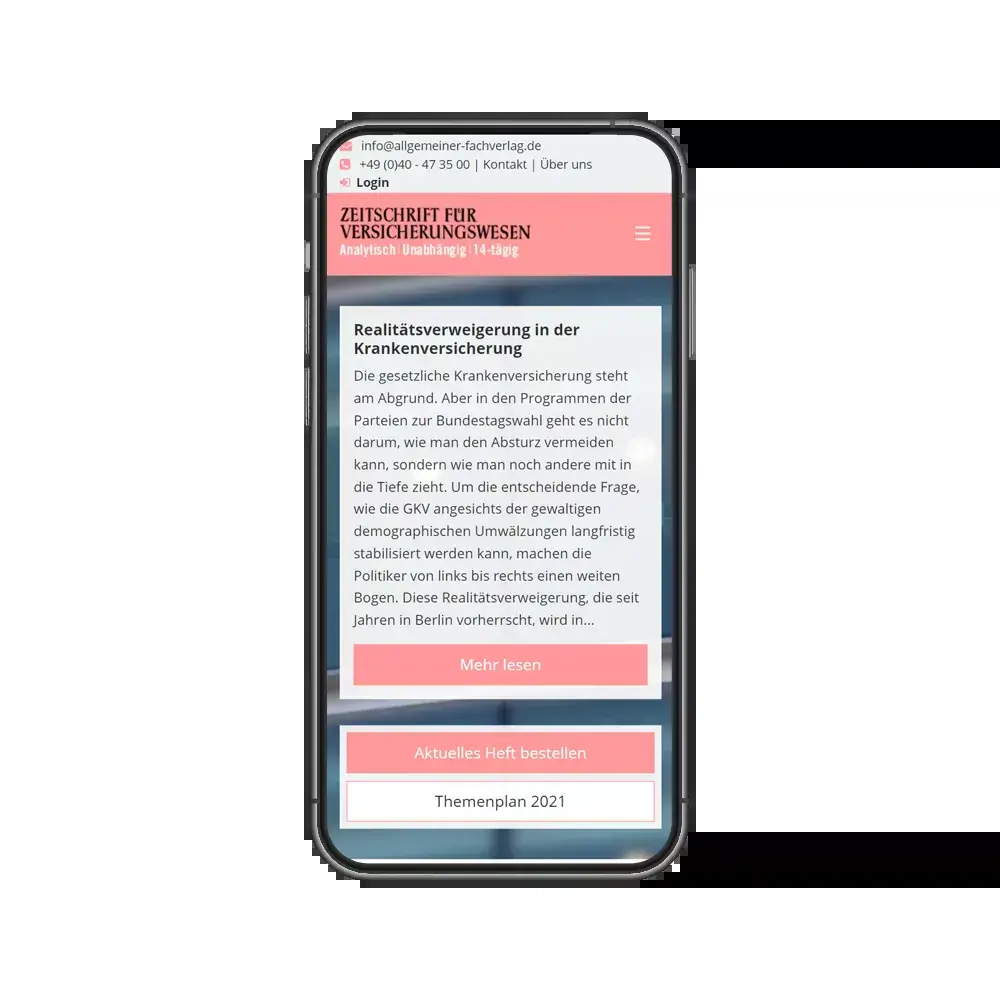 info@allgemeiner-fachverlag.de
+49 (0)40 - 47 35 00 | Kontakt | Über uns
Login
ZEITSCHRIFT FÜR
VERSICHERUNGSWESEN
Analytisch | Unabhängig | 14-tägig
Realitätsverweigerung in der
Krankenversicherung
Die gesetzliche Krankenversicherung steht
am Abgrund. Aber in den Programmen der
Parteien zur Bundestagswahl geht es nicht
darum, wie man den Absturz vermeiden
kann, sondern wie man noch andere mit in
die Tiefe zieht. Um die entscheidende Frage,
wie die GKV angesichts der gewaltigen
demographischen Umwälzungen langfristig
stabilisiert werden kann, machen die
Politiker von links bis rechts einen weiten
Bogen. Diese Realitätsverweigerung, die seit
Jahren in Berlin vorherrscht, wird in...
Mehr lesen
Aktuelles Heft bestellen
Themenplan 2021